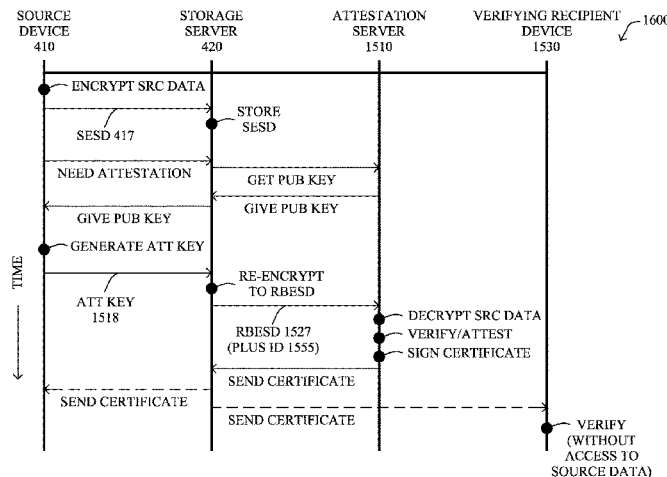 SOURCE
DEVICE
410
STORAGE
SERVER
420
ATTESTATION
SERVER
1510
VERIFYING RECIPIENT
DEVICE
1530
ENCRYPT SRC DATA
SESD 417
STORE
SESD
NEED ATTESTATION
GET PUB KEY
GIVE PUB KEY
GIVE PUB KEY
GENERATE ATT KEY
TIME
ATT KEY
1518
RE-ENCRYPT
TO RBESD
RBESD 1527
(PLUS ID 1555)
DECRYPT SRC DATA
VERIFY/ATTEST
SIGN CERTIFICATE
SEND CERTIFICATE
SEND CERTIFICATE
SEND CERTIFICATE
VERIFY
(WITHOUT
ACCESS TO
SOURCE DATA)